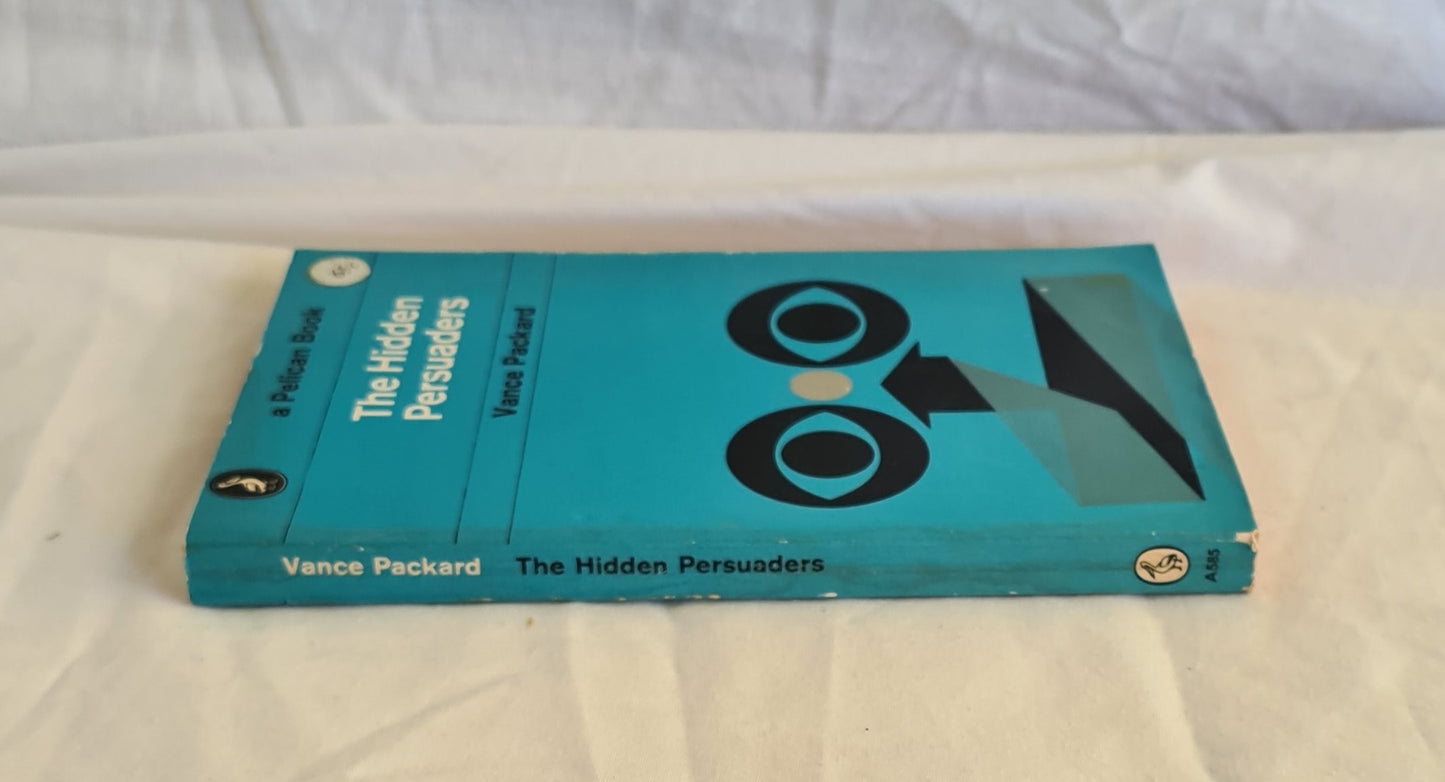 a Pelican Book
The Hidden
Persuaders
Vance Packard
Vance Packard The Hidden Persuaders
A585